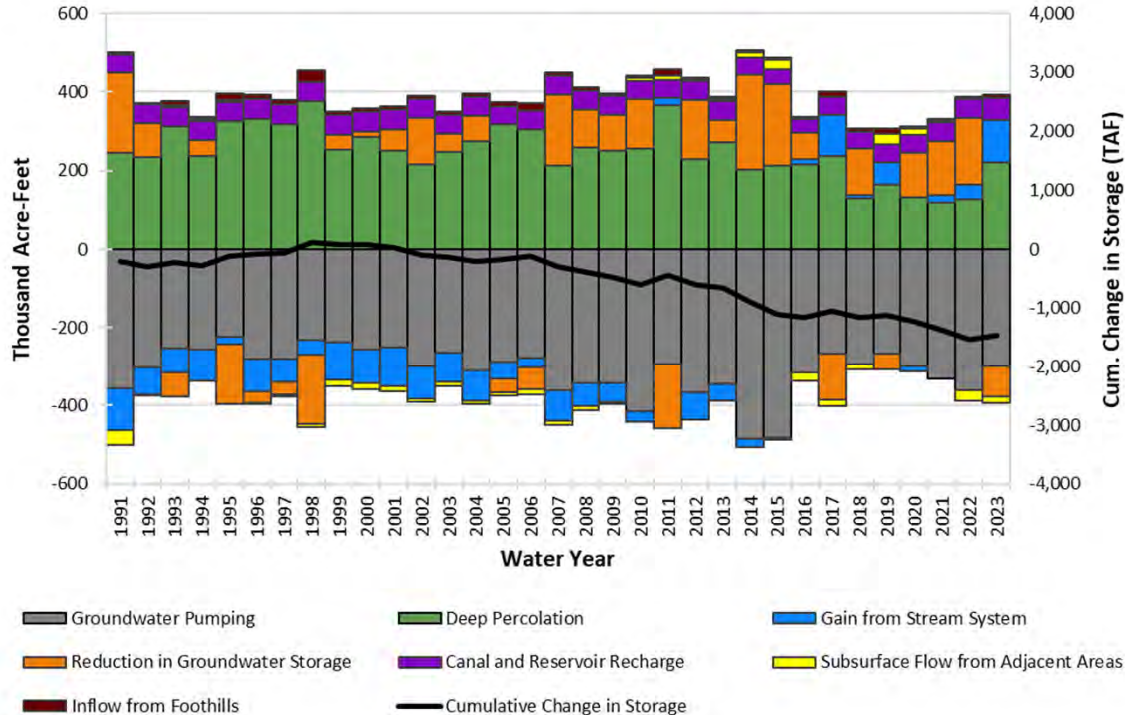 600
400
200
0
-200
-400
-600
Thousand Acre-Feet
4,000
3,000
2,000
1,000
0
-1,000
-2,000
-3,000
-4,000
Cum. Change in Storage (TAF)
1991 1992 1993 1994 1995 1996 1997 1998 1999 2000 2001 2002 2003 2004 2005 2006 2007 2008 2009 2010 2011 2012 2013 2014 2015 2016 2017 2018 2019 2020 2021 2022 2023
Water Year
Groundwater Pumping Deep Percolation Gain from Stream System
Reduction in Groundwater Storage Canal and Reservoir Recharge Subsurface Flow from Adjacent Areas
Inflow from Foothills Cumulative Change in Storage